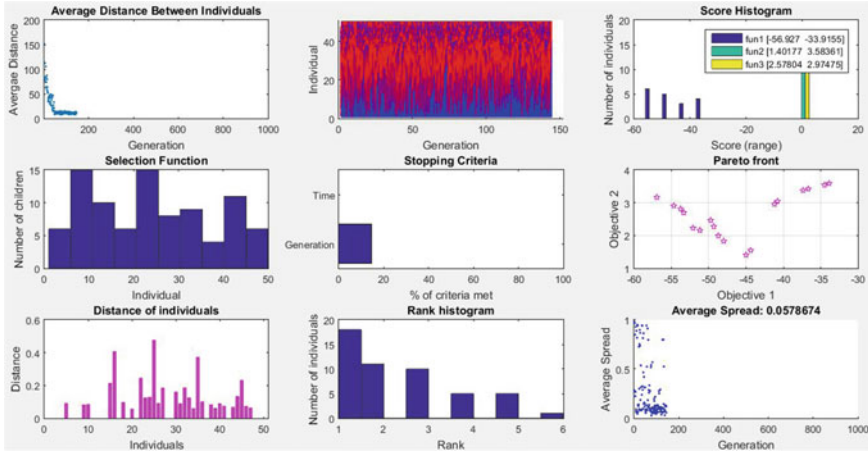 Average Distance Between Individuals
Avergae Distance
200
150
100
50
0
0 200 400 600 800 1000
Generation
Individual
40
20
0
0 50 100 150
Generation
Score Histogram
Number of individuals
20
15
10
5
0
fun1 [-56.927 -33.9155]
fun2 [1.40177 3.58361]
fun3 [2.57804 2.97475]
-60 -40 -20 0 20
Score (range)
Selection Function
Number of children
15
10
5
0
0 10 20 30 40 50
Individual
Stopping Criteria
Time
Generation
0 20 40 60 80 100
% of criteria met
Pareto front
Objective 2
4
3
2
1
-60 -55 -50 -45 -40 -35 -30
Objective 1
Distance of individuals
Distance
0.6
0.4
0.2
0
0 10 20 30 40 50
Individuals
Rank histogram
Number of individuals
20
15
10
5
0
1 2 3 4 5 6
Rank
Average Spread: 0.0578674
Average Spread
1
0.5
0
0 200 400 600 800 1000
Generation